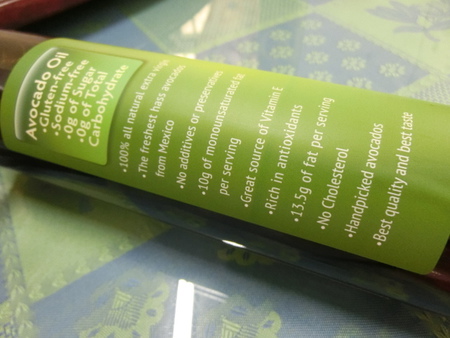 Avocado Oil
•Gluten-free
•Sodium-free
•0g of Sugar
•0g of Total
Carbohydrate
•100% all natural extra virgin
•The freshest hass avocados
from Mexico
•No additives or preservatives
•10g of monounsaturated fat
per serving
•Great source of Vitamin E
•Rich in antioxidants
•13.5g of fat per serving
•No Cholesterol
•Handpicked avocados
•Best quality and best taste